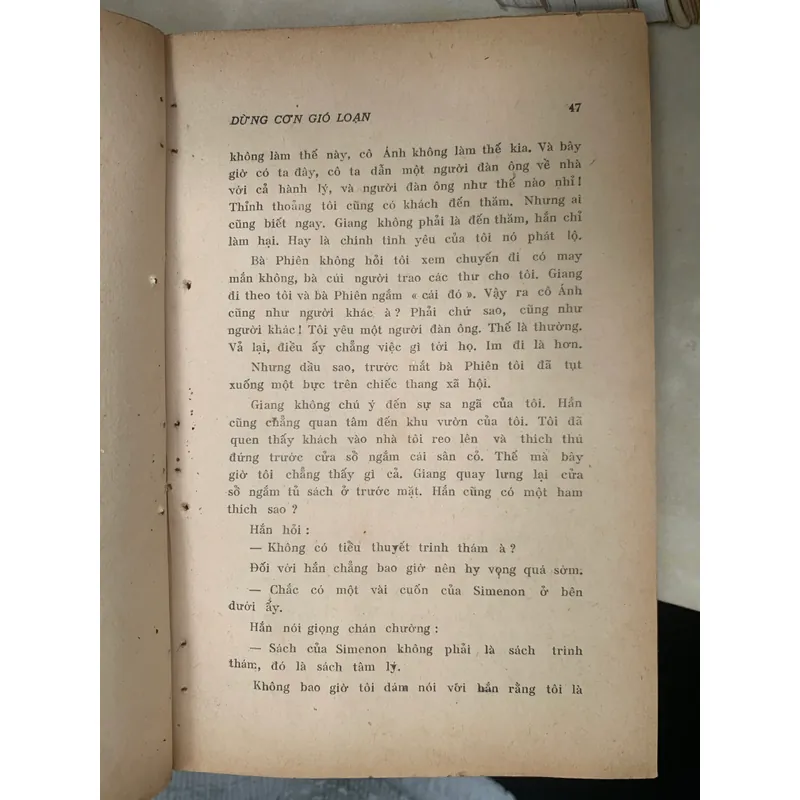 DỪNG CƠN GIÓ LOẠN 47
không làm thế này, cô Ánh không làm thế kia. Và bây
giờ cô ta đây, cô ta dẫn một người đàn ông về nhà
với cả hành lý, và người đàn ông như thế nào nhỉ!
Thỉnh thoảng tôi cũng có khách đến thăm. Nhưng ai
cũng biết ngay. Giang không phải là đến thăm, hắn chỉ
làm hại. Hay là chính tình yêu của tôi nó phát lộ.
Bà Phiên không hỏi tôi xem chuyến đi có may
mắn không, bà cúi người trao các thư cho tôi. Giang
đi theo tôi và bà Phiên ngắm « cái đó ». Vậy ra cô Ánh
cũng như người khác à ? Phải chứ sao, cũng như
người khác! Tôi yêu một người đàn ông. Thế là thường.
Vả lại, điều ấy chẳng việc gì tới họ. Im đi là hơn.
Nhưng dầu sao, trước mắt bà Phiên tôi đã tụt
xuống một bực trên chiếc thang xã hội.
Giang không chú ý đến sự sa ngã của tôi. Hắn
cũng chẳng quan tâm đến khu vườn của tôi. Tôi đã
quen thấy khách vào nhà tôi reo lên và thích thú
đứng trước cửa sổ ngắm cái sân cỏ. Thế mà bây
giờ tôi chẳng thấy gì cả. Giang quay lưng lại cửa
sổ ngắm tủ sách ở trước mặt. Hắn cũng có một ham
thích sao ?
Hắn hỏi :
— Không có tiểu thuyết trinh thám à ?
Đối với hắn chẳng bao giờ nên hy vọng quá sớm.
— Chắc có một vài cuốn của Simenon ở bên
dưới ấy.
Hắn nói giọng chán chường :
— Sách của Simenon không phải là sách trinh
thám, đó là sách tâm lý.
Không bao giờ tôi dám nói với hắn rằng tôi là